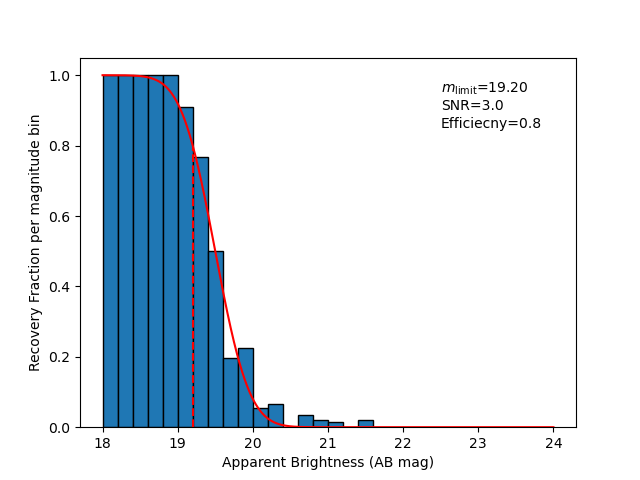 1.0
0.8
0.6
0.4
0.2
0.0
Recovery Fraction per magnitude bin
m_limit=19.20
SNR=3.0
Efficiecny=0.8
18 19 20 21 22 23 24
Apparent Brightness (AB mag)